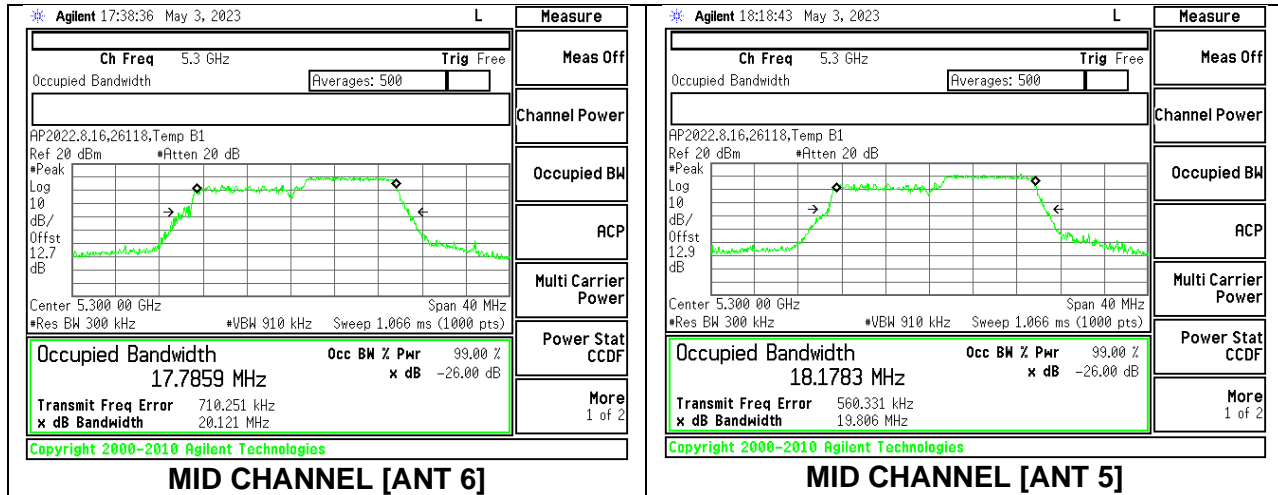 Agilent 17:38:36 May 3, 2023 L Measure
Ch Freq 5.3 GHz Trig Free
Occupied Bandwidth Averages: 500
AP2022.8.16,26118,Temp B1
Ref 20 dBm #Atten 20 dB
#Peak
Log
10
dB/
Offst
12.7
dB
Center 5.300 00 GHz Span 40 MHz
#Res BW 300 kHz #VBW 910 kHz Sweep 1.066 ms (1000 pts)
Occupied Bandwidth Occ BW % Pwr 99.00 %
17.7859 MHz x dB -26.00 dB
Transmit Freq Error 710.251 kHz
x dB Bandwidth 20.121 MHz
Copyright 2000-2010 Agilent Technologies
Meas Off
Channel Power
Occupied BW
ACP
Multi Carrier
Power
Power Stat
CCDF
More
1 of 2
MID CHANNEL [ANT 6]
Agilent 18:18:43 May 3, 2023 L Measure
Ch Freq 5.3 GHz Trig Free
Occupied Bandwidth Averages: 500
AP2022.8.16,26118,Temp B1
Ref 20 dBm #Atten 20 dB
#Peak
Log
10
dB/
Offst
12.9
dB
Center 5.300 00 GHz Span 40 MHz
#Res BW 300 kHz #VBW 910 kHz Sweep 1.066 ms (1000 pts)
Occupied Bandwidth Occ BW % Pwr 99.00 %
18.1783 MHz x dB -26.00 dB
Transmit Freq Error 560.331 kHz
x dB Bandwidth 19.806 MHz
Copyright 2000-2010 Agilent Technologies
Meas Off
Channel Power
Occupied BW
ACP
Multi Carrier
Power
Power Stat
CCDF
More
1 of 2
MID CHANNEL [ANT 5]